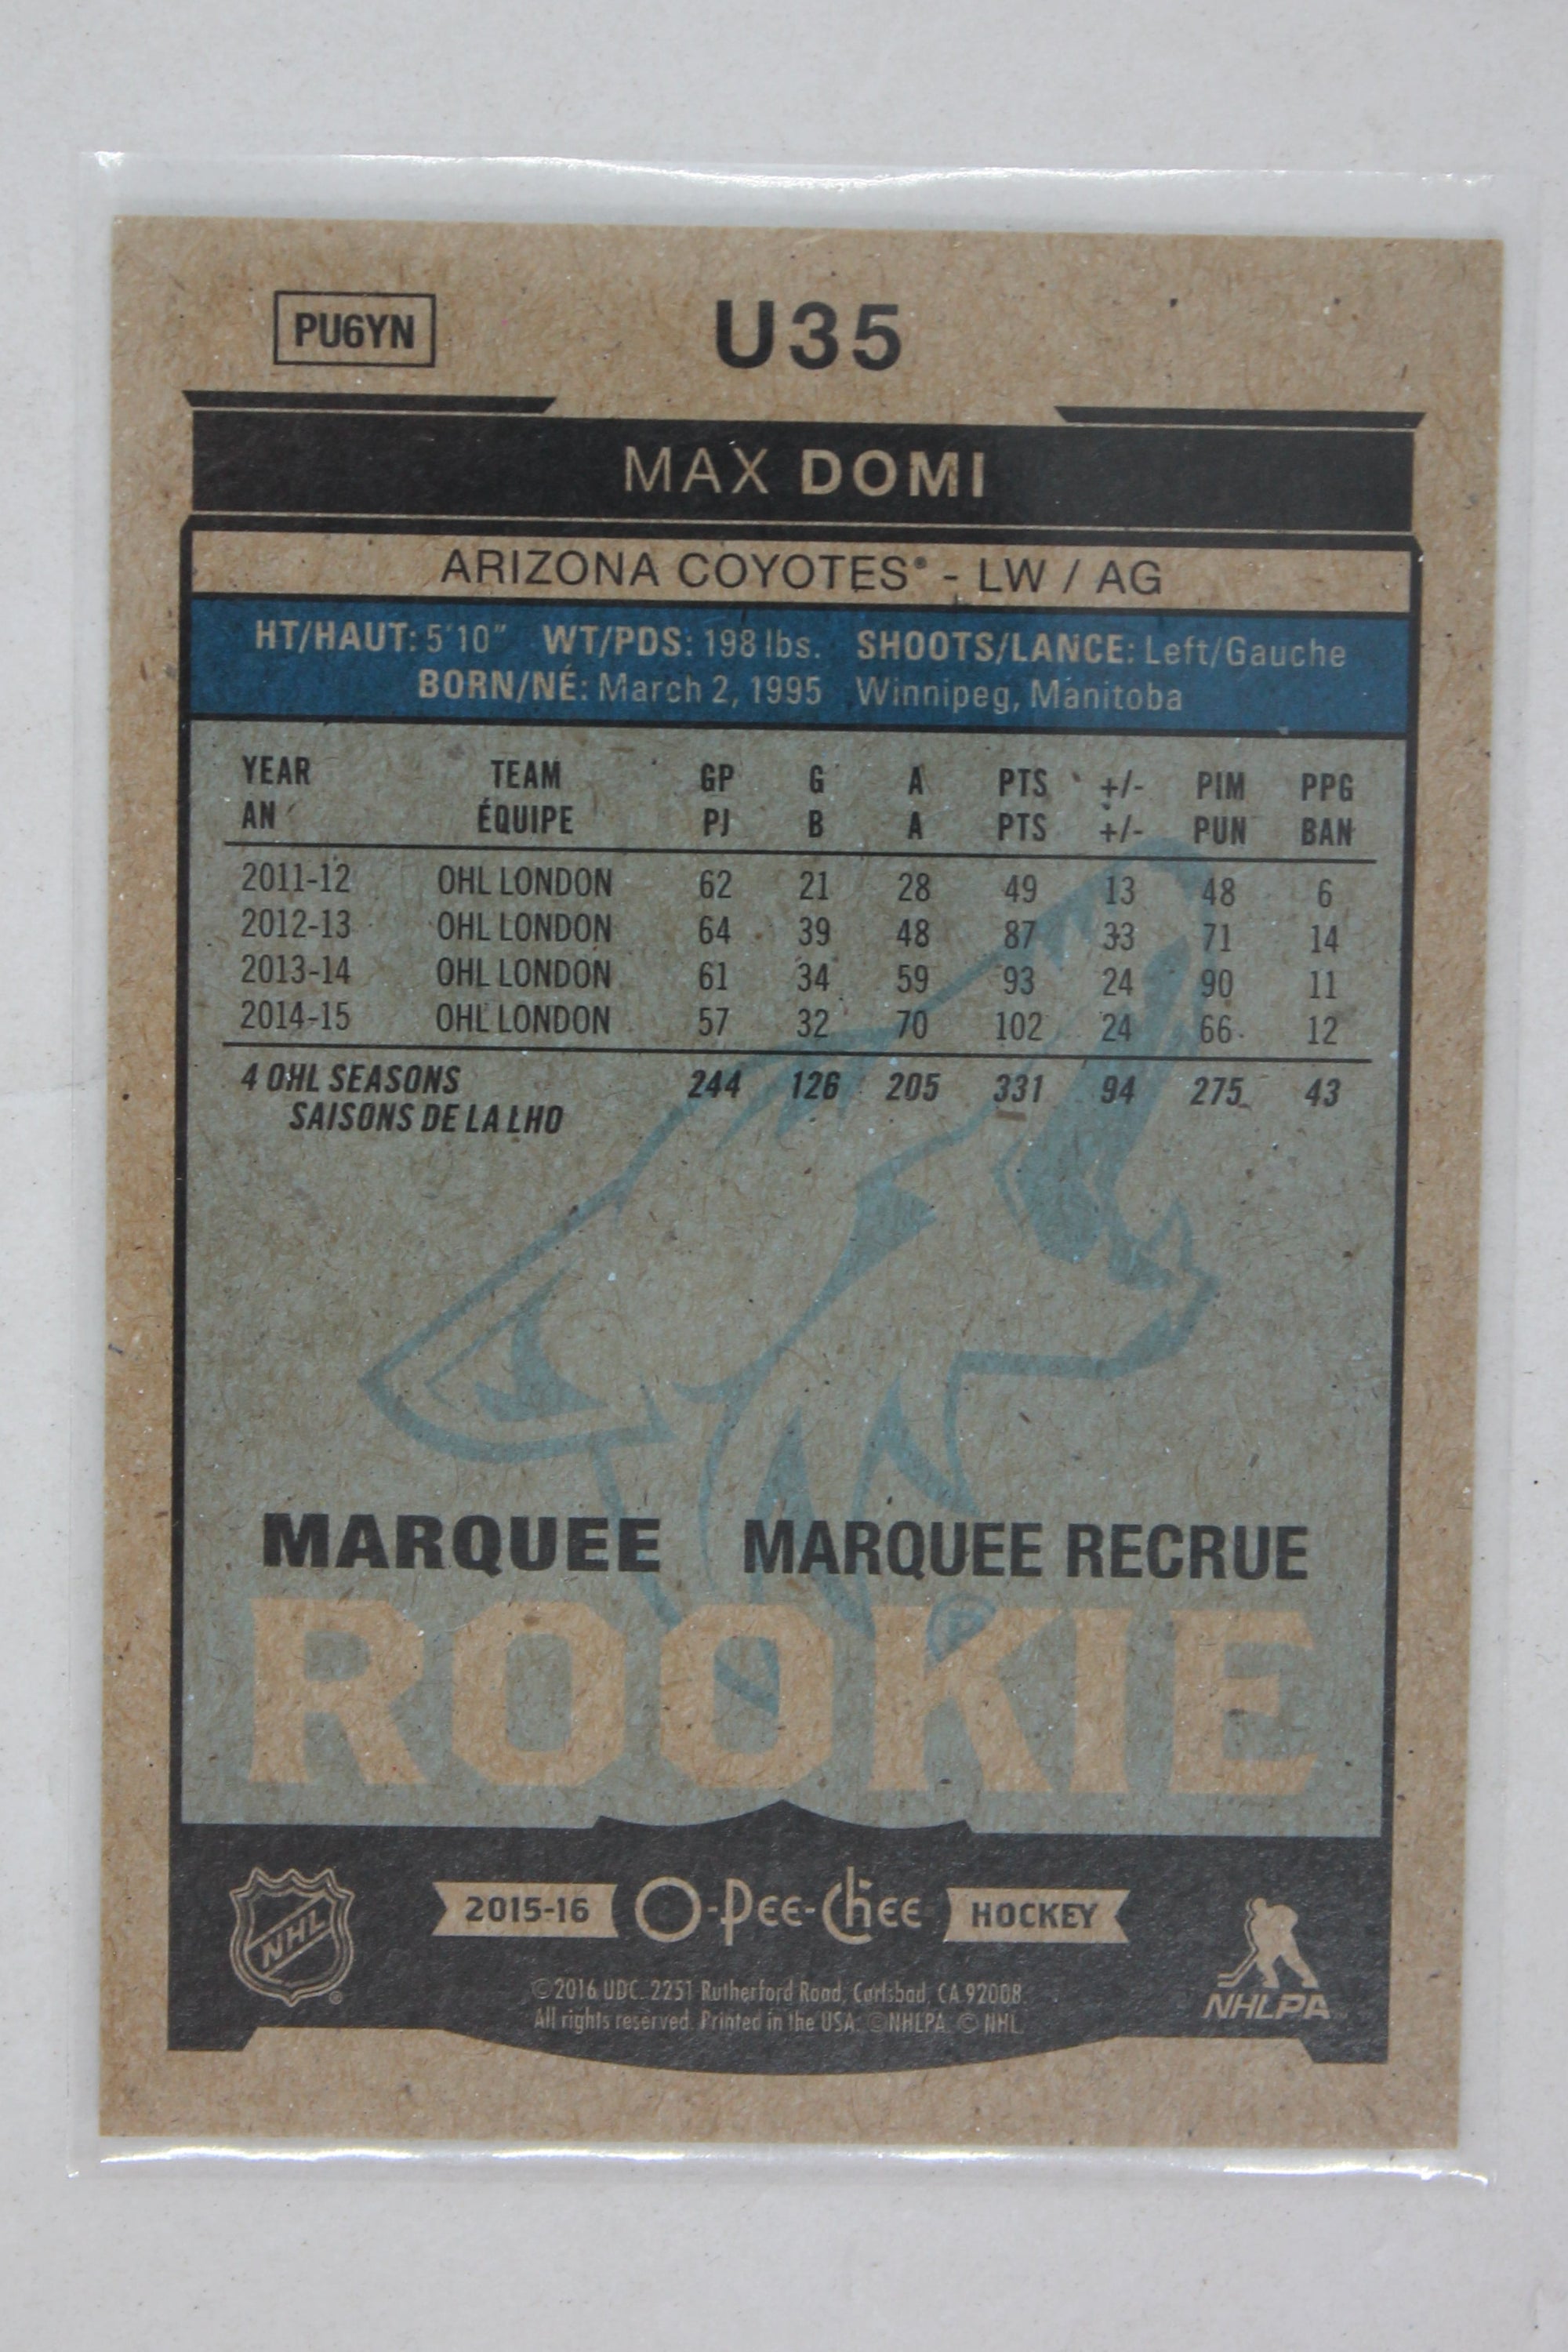 PU6YN
U35
MAX DOMI
ARIZONA COYOTES® - LW / AG
HT/HAUT: 5'10" WT/PDS: 198 lbs. SHOOTS/LANCE: Left/Gauche
BORN/NÉ: March 2, 1995 Winnipeg, Manitoba
YEAR TEAM GP G A PTS +/- PIM PPG
AN ÉQUIPE PJ B A PTS +/- PUN BAN
2011-12 OHL LONDON 62 21 28 49 13 48 6
2012-13 OHL LONDON 64 39 48 87 33 71 14
2013-14 OHL LONDON 61 34 59 93 24 90 11
2014-15 OHL LONDON 57 32 70 102 24 66 12
4 OHL SEASONS 244 126 205 331 94 275 43
SAISONS DE LA LHO
MARQUEE MARQUEE RECRUE
ROOKIE
NHL
2015-16 O-Pee-Chee HOCKEY
NHLPA
©2016 UDC. 2251 Rutherford Road, Carlsbad, CA 92008.
All rights reserved. Printed in the USA. ©NHLPA. © NHL.